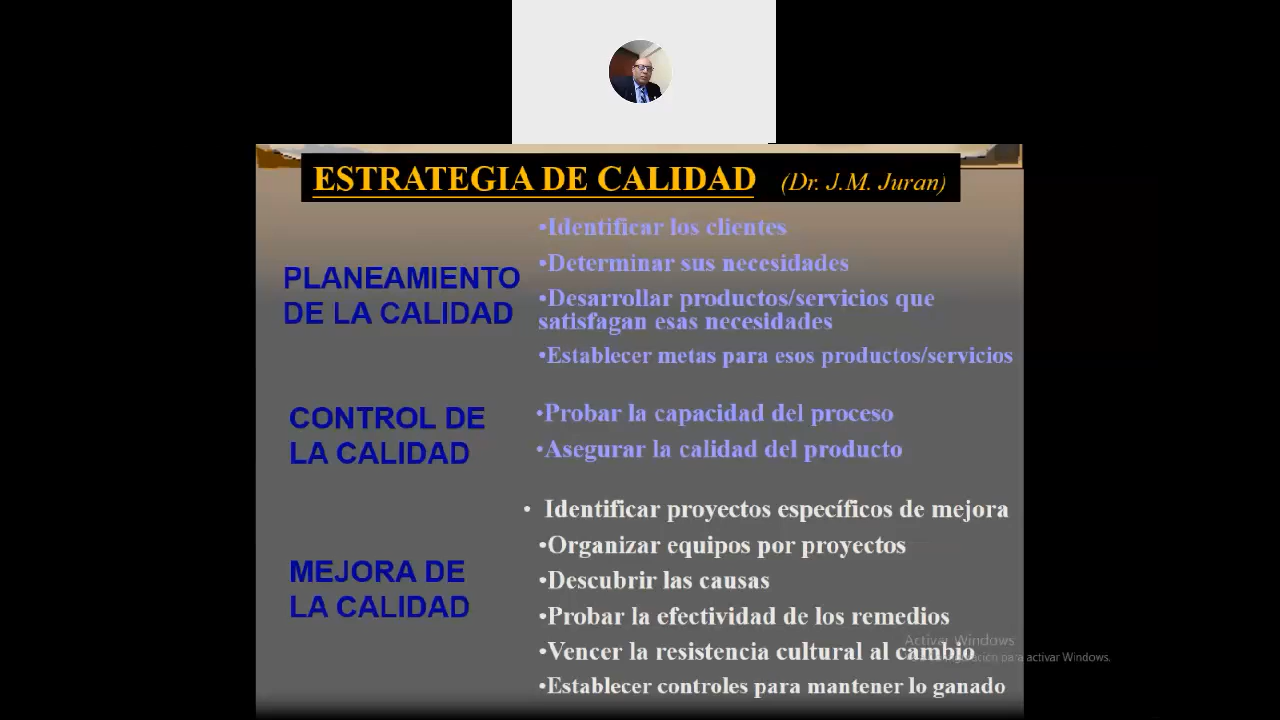 ESTRATEGIA DE CALIDAD (Dr. J.M. Juran)
PLANEAMIENTO
DE LA CALIDAD
•Identificar los clientes
•Determinar sus necesidades
•Desarrollar productos/servicios que
satisfagan esas necesidades
•Establecer metas para esos productos/servicios
CONTROL DE
LA CALIDAD
•Probar la capacidad del proceso
•Asegurar la calidad del producto
MEJORA DE
LA CALIDAD
• Identificar proyectos específicos de mejora
•Organizar equipos por proyectos
•Descubrir las causas
•Probar la efectividad de los remedios
•Vencer la resistencia cultural al cambio
•Establecer controles para mantener lo ganado
Activar Windows
para activar Windows.